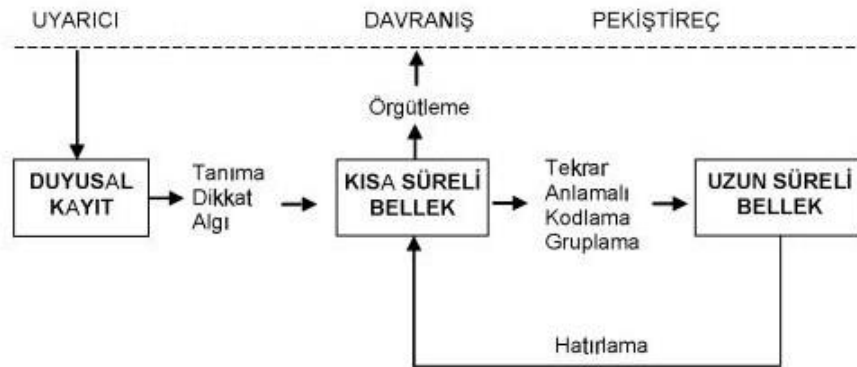 UYARICI
DAVRANIŞ
PEKİŞTİREÇ
Örgütleme
DUYUSAL
KAYIT
Tanıma
Dikkat
Algı
KISA SÜRELİ
BELLEK
Tekrar
Anlamalı
Kodlama
Gruplama
UZUN SÜRELİ
BELLEK
Hatırlama